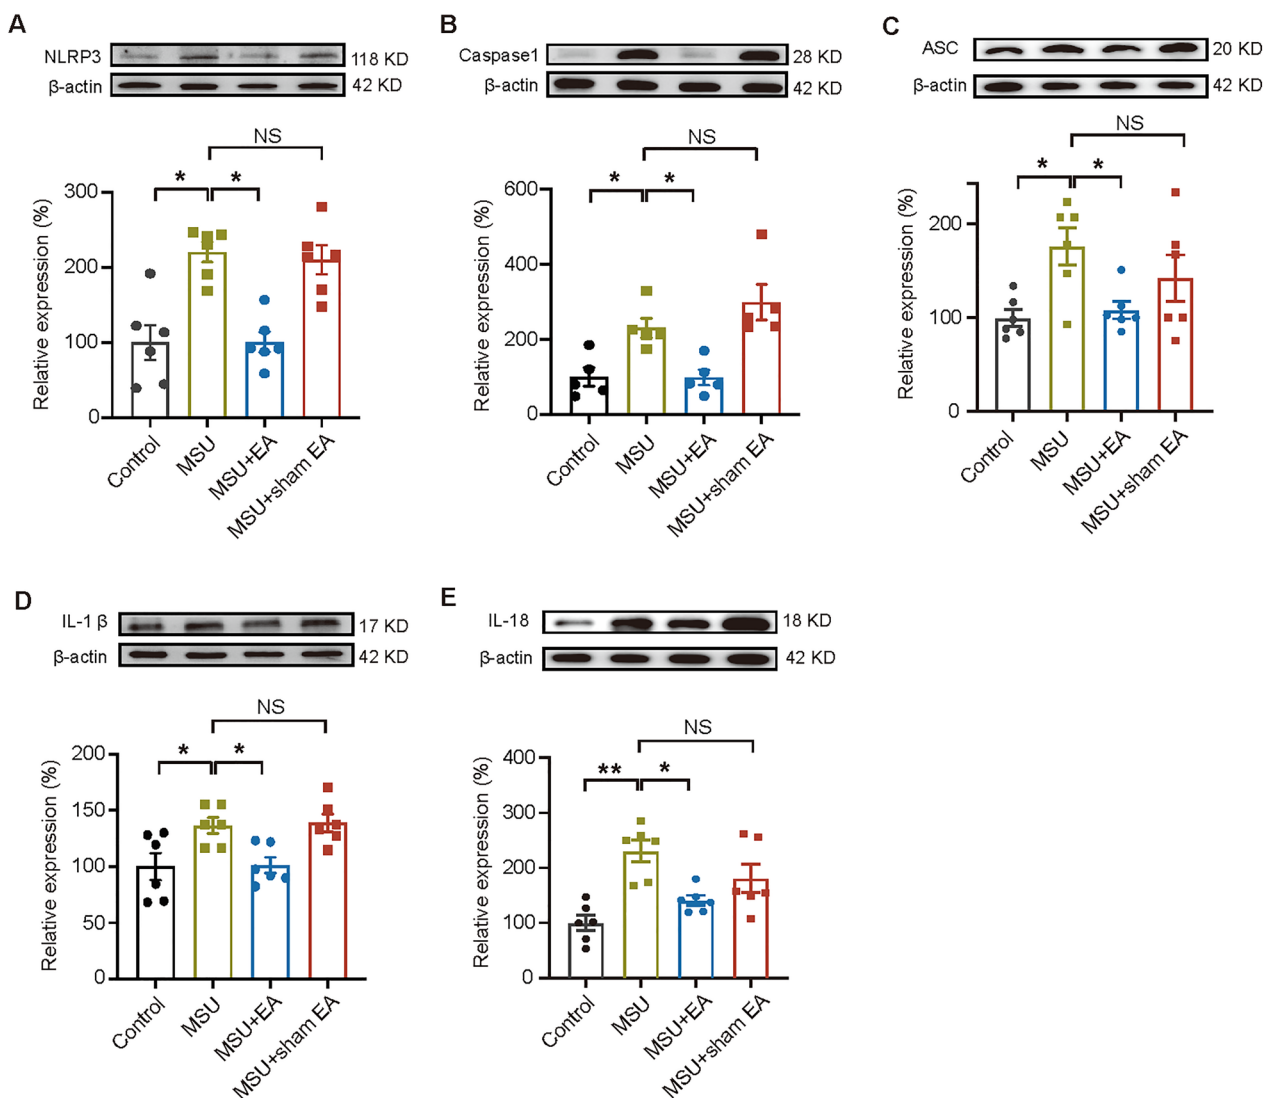 A
NLRP3
118 KD
β-actin
42 KD
NS
*
*
Relative expression (%)
300
200
100
0
Control
MSU
MSU+EA
MSU+sham EA
B
Caspase1
28 KD
β-actin
42 KD
NS
*
*
Relative expression (%)
600
400
200
0
Control
MSU
MSU+EA
MSU+sham EA
C
ASC
20 KD
β-actin
42 KD
NS
*
*
Relative expression (%)
200
100
0
Control
MSU
MSU+EA
MSU+sham EA
D
IL-1 β
17 KD
β-actin
42 KD
NS
*
*
Relative expression (%)
200
150
100
50
0
Control
MSU
MSU+EA
MSU+sham EA
E
IL-18
18 KD
β-actin
42 KD
NS
**
*
Relative expression (%)
400
300
200
100
0
Control
MSU
MSU+EA
MSU+sham EA